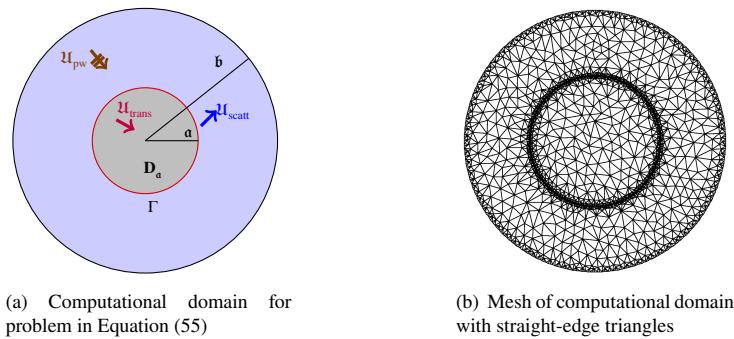 𝔘pw
𝔟
𝔘trans
𝔘scatt
𝔞
D𝔞
Γ
(a) Computational domain for
problem in Equation (55)
(b) Mesh of computational domain
with straight-edge triangles